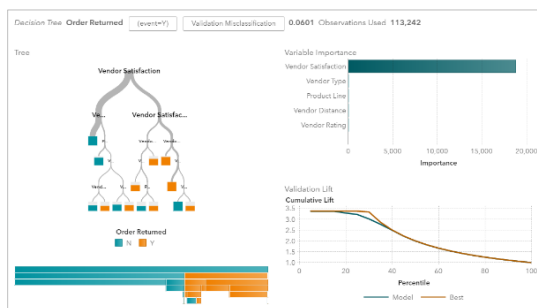 Decision Tree Order Returned (event=Y) Validation Misclassification 0.0601 Observations Used 113,242
Tree
Vendor Satisfaction
Ve... Vendor Satisfac...
Order Returned
N Y
Variable Importance
Vendor Satisfaction
Vendor Type
Product Line
Vendor Distance
Vendor Rating
0 5,000 10,000 15,000 20,000
Importance
Validation Lift
Cumulative Lift
3.5
3.0
2.5
2.0
1.5
1.0
0 20 40 60 80 100
Percentile
Model Best